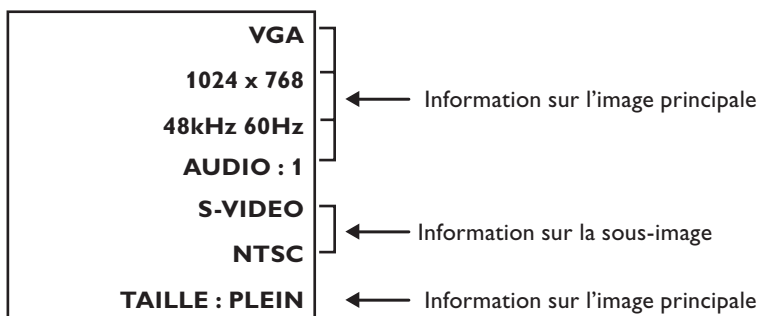 VGA
1024 x 768
48kHz 60Hz
AUDIO : 1
Information sur l'image principale
S-VIDEO
NTSC
Information sur la sous-image
TAILLE : PLEIN
Information sur l'image principale